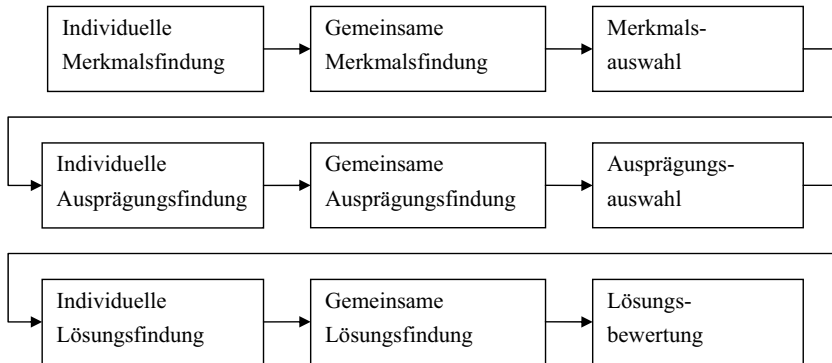 Individuelle
Merkmalsfindung
Gemeinsame
Merkmalsfindung
Merkmals-
auswahl
Individuelle
Ausprägungsfindung
Gemeinsame
Ausprägungsfindung
Ausprägungs-
auswahl
Individuelle
Lösungsfindung
Gemeinsame
Lösungsfindung
Lösungs-
bewertung